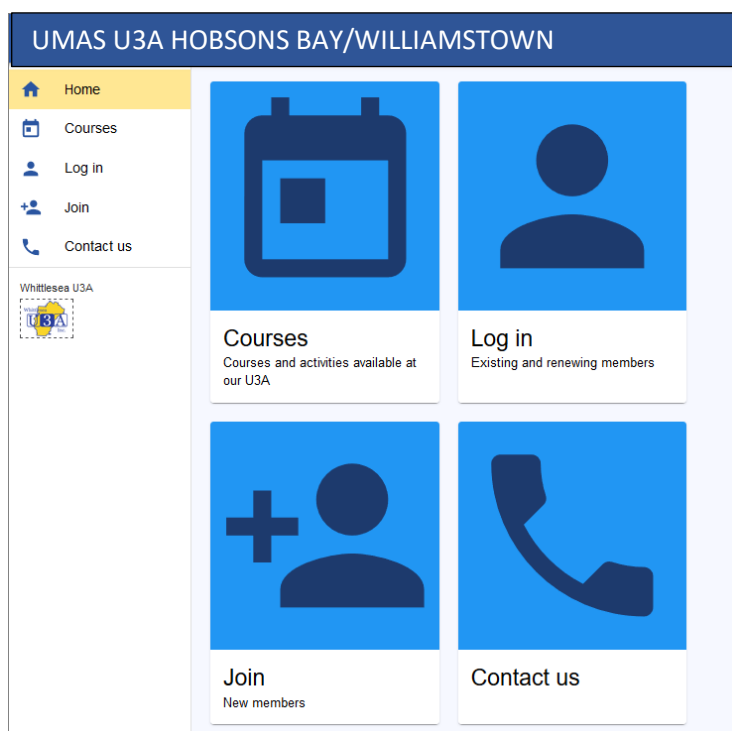 UMAS U3A HOBSONS BAY/WILLIAMSTOWN
Home
Courses
Log in
Join
Contact us
Whittlesea U3A
U3A
Courses
Courses and activities available at
our U3A
Log in
Existing and renewing members
Join
New members
Contact us